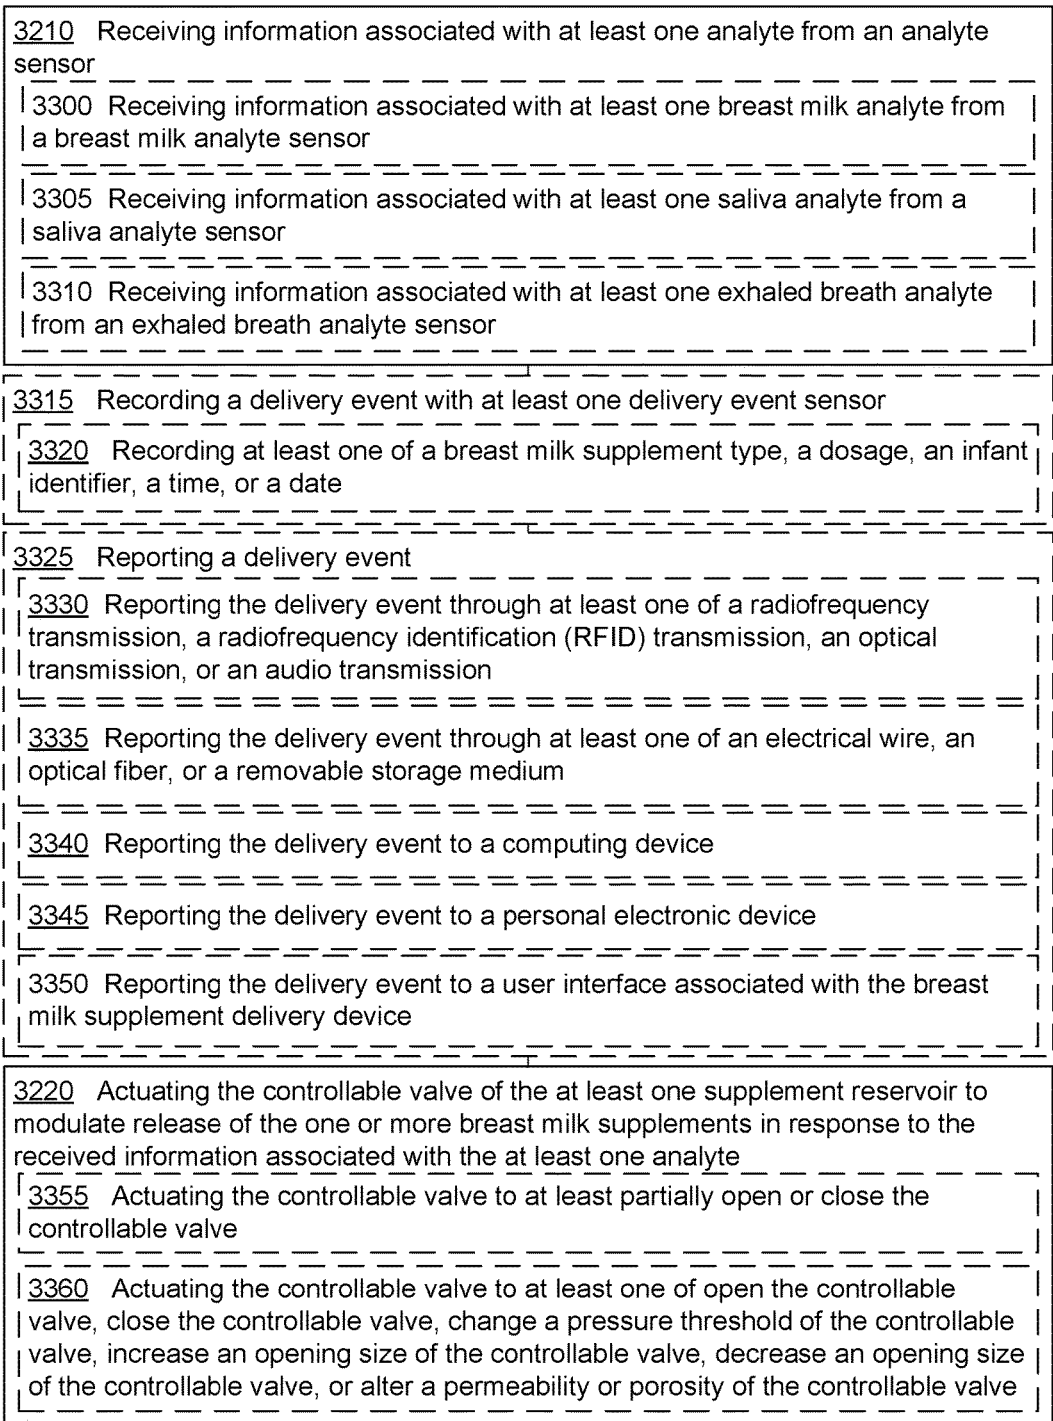 3210 Receiving information associated with at least one analyte from an analyte
sensor
3300 Receiving information associated with at least one breast milk analyte from
a breast milk analyte sensor
3305 Receiving information associated with at least one saliva analyte from a
saliva analyte sensor
3310 Receiving information associated with at least one exhaled breath analyte
from an exhaled breath analyte sensor
3315 Recording a delivery event with at least one delivery event sensor
3320 Recording at least one of a breast milk supplement type, a dosage, an infant
identifier, a time, or a date
3325 Reporting a delivery event
3330 Reporting the delivery event through at least one of a radiofrequency
transmission, a radiofrequency identification (RFID) transmission, an optical
transmission, or an audio transmission
3335 Reporting the delivery event through at least one of an electrical wire, an
optical fiber, or a removable storage medium
3340 Reporting the delivery event to a computing device
3345 Reporting the delivery event to a personal electronic device
3350 Reporting the delivery event to a user interface associated with the breast
milk supplement delivery device
3220 Actuating the controllable valve of the at least one supplement reservoir to
modulate release of the one or more breast milk supplements in response to the
received information associated with the at least one analyte
3355 Actuating the controllable valve to at least partially open or close the
controllable valve
3360 Actuating the controllable valve to at least one of open the controllable
valve, close the controllable valve, change a pressure threshold of the controllable
valve, increase an opening size of the controllable valve, decrease an opening size
of the controllable valve, or alter a permeability or porosity of the controllable valve